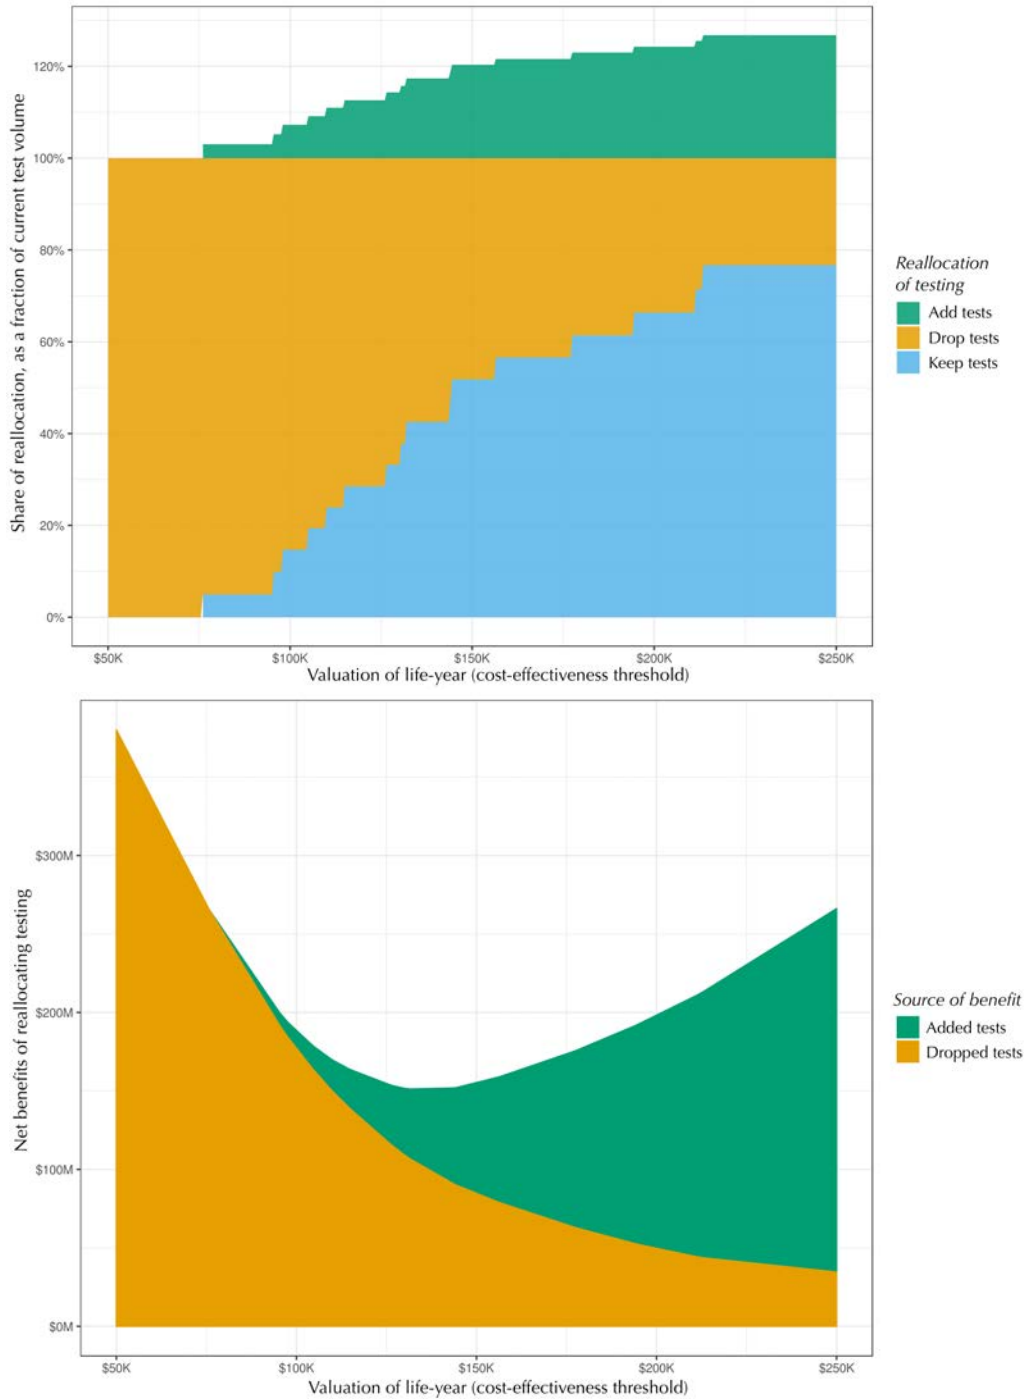 Share of reallocation, as a fraction of current test volume
120%
100%
80%
60%
40%
20%
0%
$50K
$100K
$150K
$200K
$250K
Valuation of life-year (cost-effectiveness threshold)
Reallocation
of testing
Add tests
Drop tests
Keep tests
Net benefits of reallocating testing
$300M
$200M
$100M
$0M
$50K
$100K
$150K
$200K
$250K
Valuation of life-year (cost-effectiveness threshold)
Source of benefit
Added tests
Dropped tests